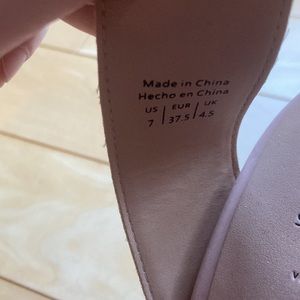 Made in China
Hecho en China
US | EUR | UK
7 | 37.5 | 4.5